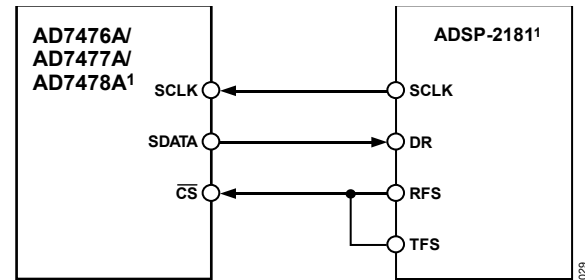 AD7476A/
AD7477A/
AD7478A¹
ADSP-2181¹
SCLK
SCLK
SDATA
DR
CS
RFS
TFS
029